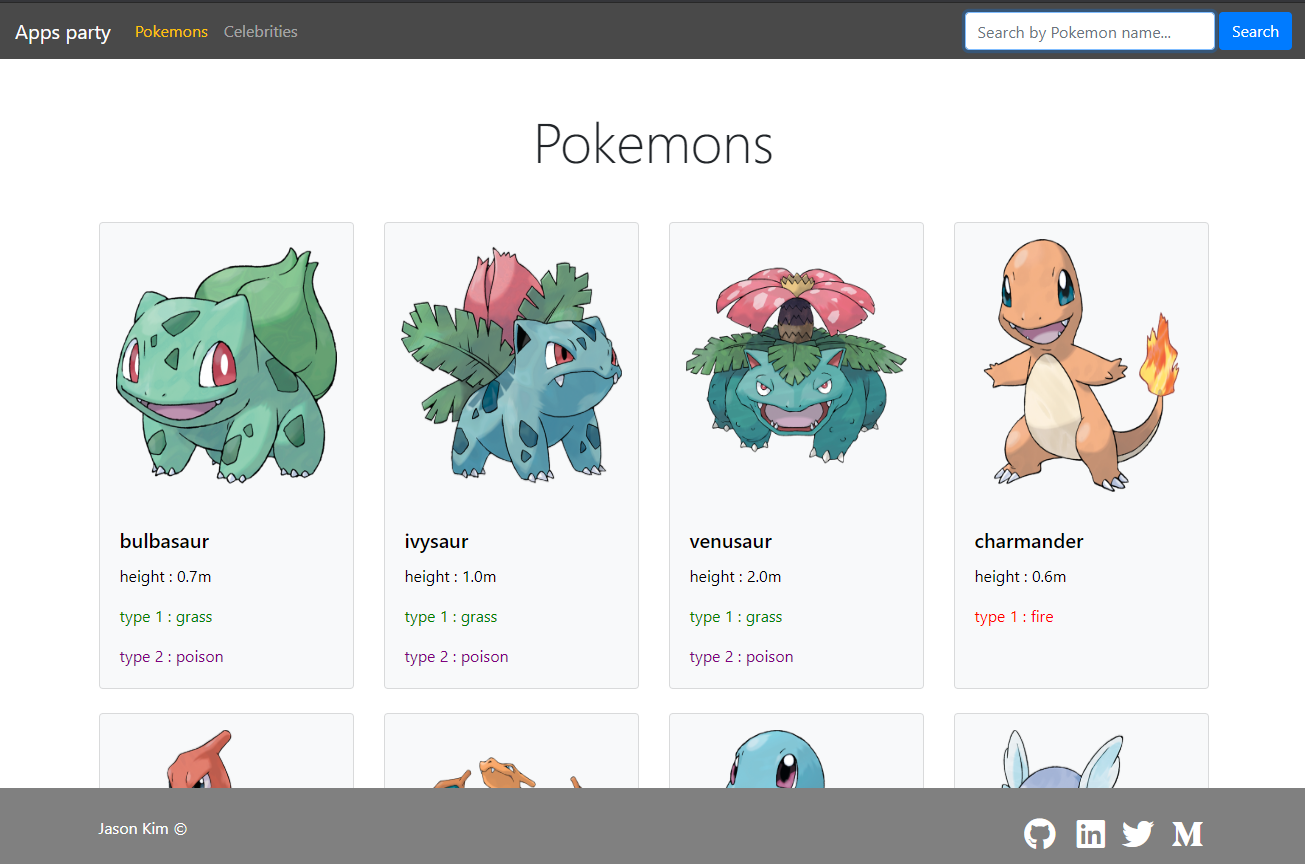 Apps party Pokemons Celebrities Search by Pokemon name... Search
Pokemons
bulbasaur
height : 0.7m
type 1 : grass
type 2 : poison
ivysaur
height : 1.0m
type 1 : grass
type 2 : poison
venusaur
height : 2.0m
type 1 : grass
type 2 : poison
charmander
height : 0.6m
type 1 : fire
Jason Kim ©